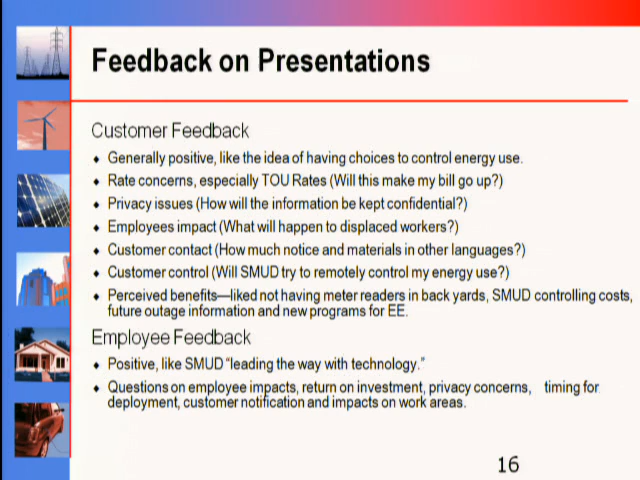 Feedback on Presentations
Customer Feedback
Generally positive, like the idea of having choices to control energy use.
Rate concerns, especially TOU Rates (Will this make my bill go up?)
Privacy issues (How will the information be kept confidential?)
Employees impact (What will happen to displaced workers?)
Customer contact (How much notice and materials in other languages?)
Customer control (Will SMUD try to remotely control my energy use?)
Perceived benefits—liked not having meter readers in back yards, SMUD controlling costs,
future outage information and new programs for EE.
Employee Feedback
Positive, like SMUD "leading the way with technology."
Questions on employee impacts, return on investment, privacy concerns, timing for
deployment, customer notification and impacts on work areas.
16